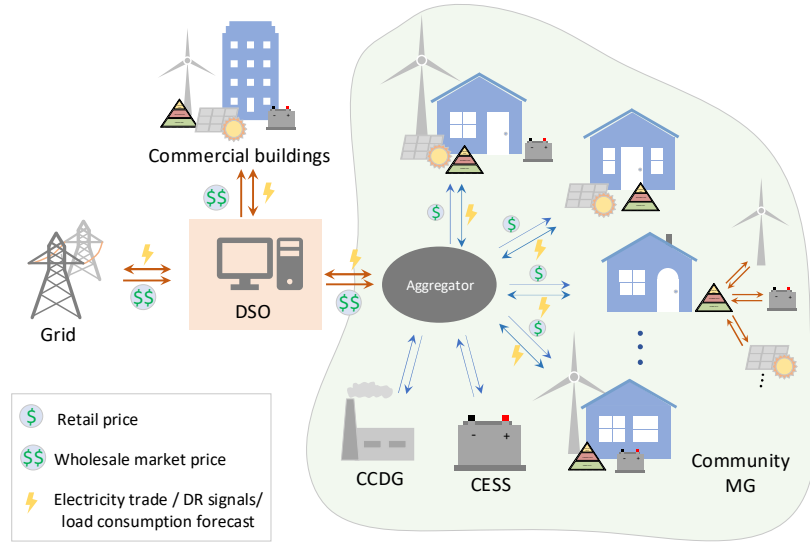 Commercial buildings
$$
$
$
Grid
$$
DSO
$$
Aggregator
$
$
CCDG
CESS
- +
Community
MG
$ Retail price
$$ Wholesale market price
Electricity trade / DR signals/
load consumption forecast